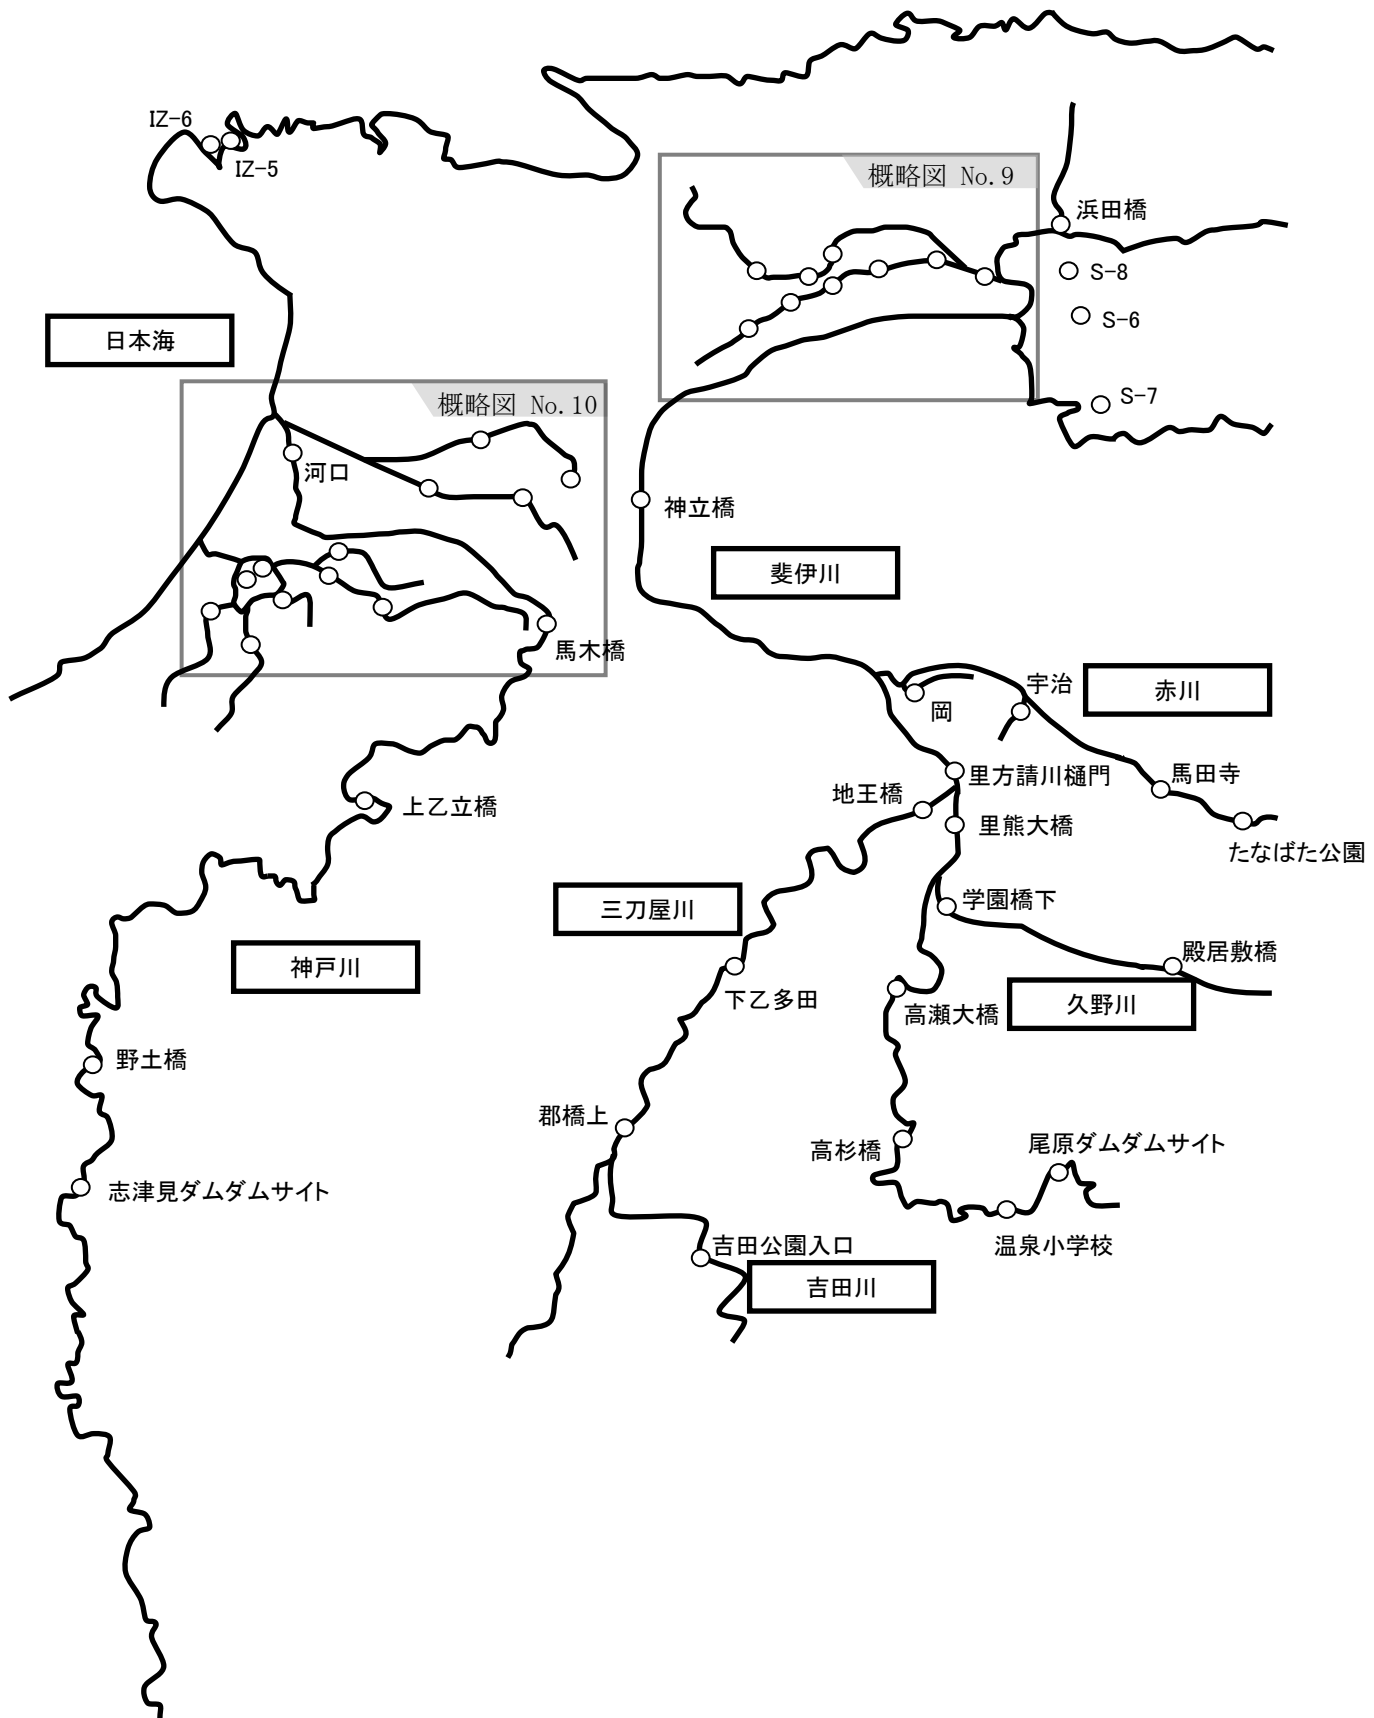 IZ-6
IZ-5
概略図 No.9
浜田橋
S-8
S-6
日本海
S-7
概略図 No.10
河口
神立橋
斐伊川
馬木橋
宇治
赤川
岡
里方請川樋門
馬田寺
地王橋
上乙立橋
里熊大橋
たなばた公園
三刀屋川
学園橋下
殿居敷橋
神戸川
下乙多田
高瀬大橋
久野川
野土橋
郡橋上
高杉橋
尾原ダムダムサイト
志津見ダムダムサイト
温泉小学校
吉田公園入口
吉田川